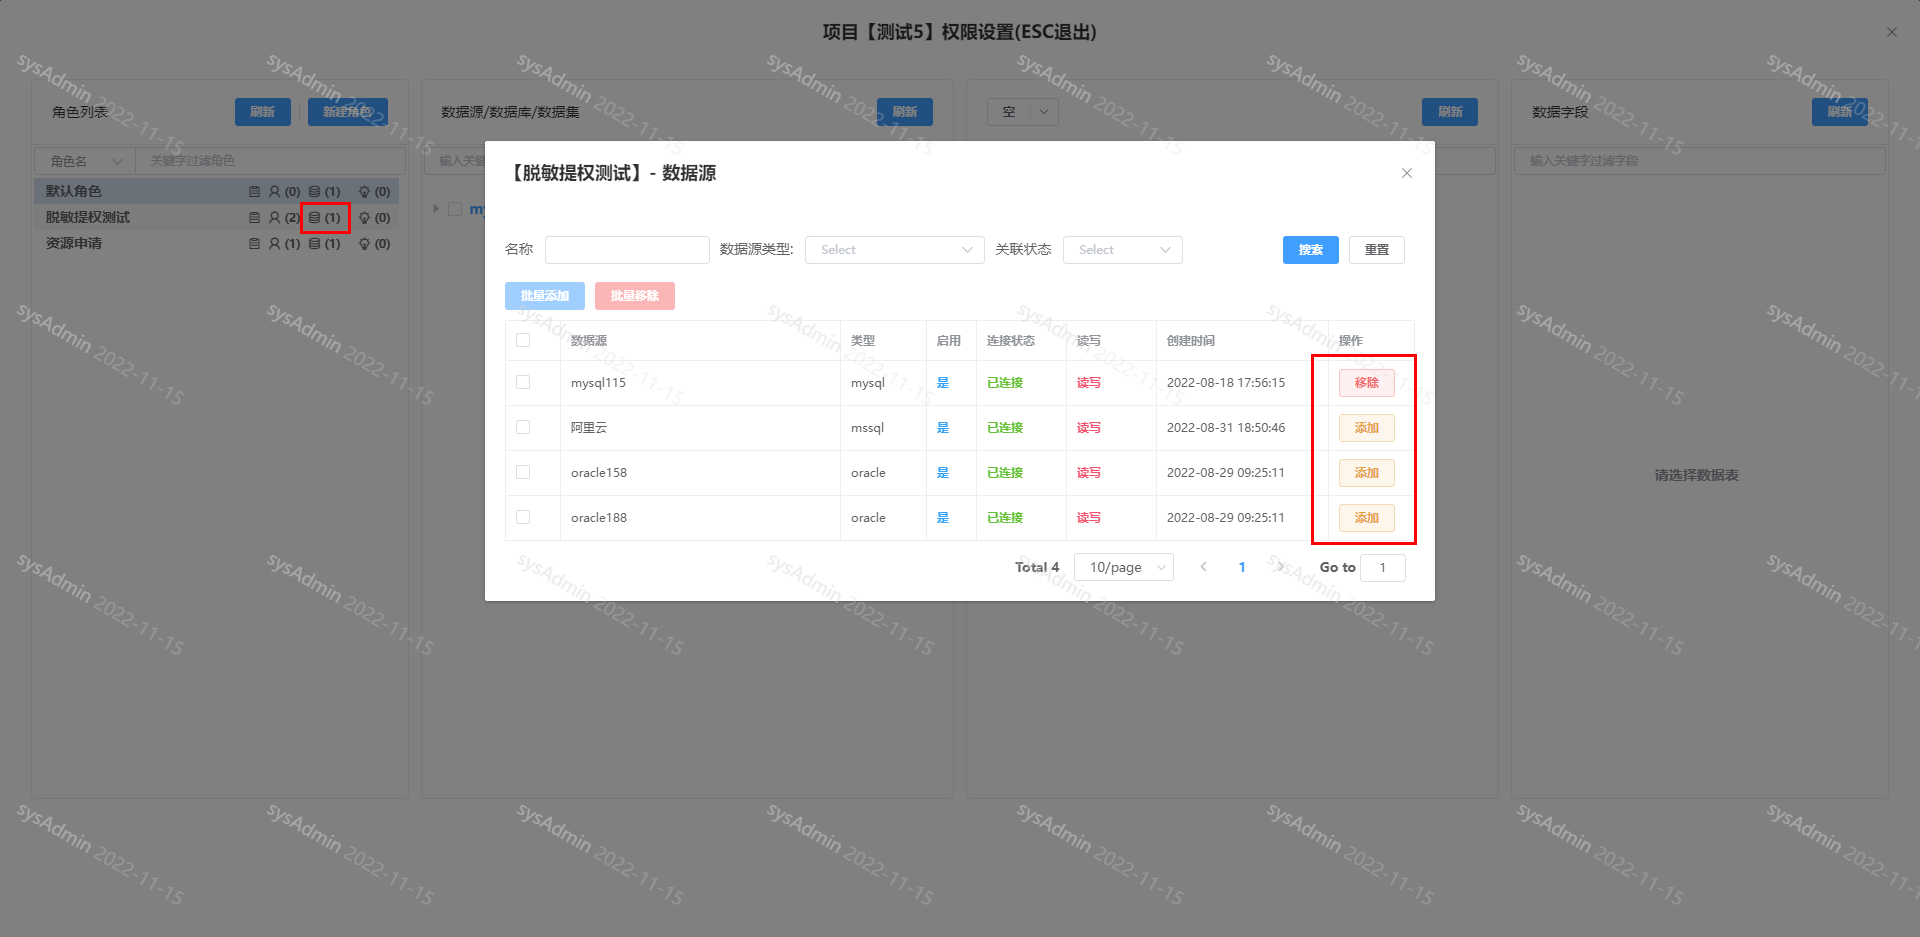 项目【测试5】权限设置(ESC退出)
角色列表 刷新 新建角色
角色名 关键字过滤角色
默认角色 (0) (1) (0)
脱敏提权测试 (2) (1) (0)
资源申请 (1) (1) (0)
数据源/数据库/数据集 刷新
输入关键
my
空 刷新
数据字段 刷新
输入关键字过滤字段
请选择数据表
【脱敏提权测试】- 数据源
名称 数据源类型: Select 关联状态 Select 搜索 重置
批量添加 批量移除
数据源 类型 启用 连接状态 读写 创建时间 操作
mysql115 mysql 是 已连接 读写 2022-08-18 17:56:15 移除
阿里云 mssql 是 已连接 读写 2022-08-31 18:50:46 添加
oracle158 oracle 是 已连接 读写 2022-08-29 09:25:11 添加
oracle188 oracle 是 已连接 读写 2022-08-29 09:25:11 添加
Total 4 10/page 1 Go to 1
sysAdmin 2022-11-15